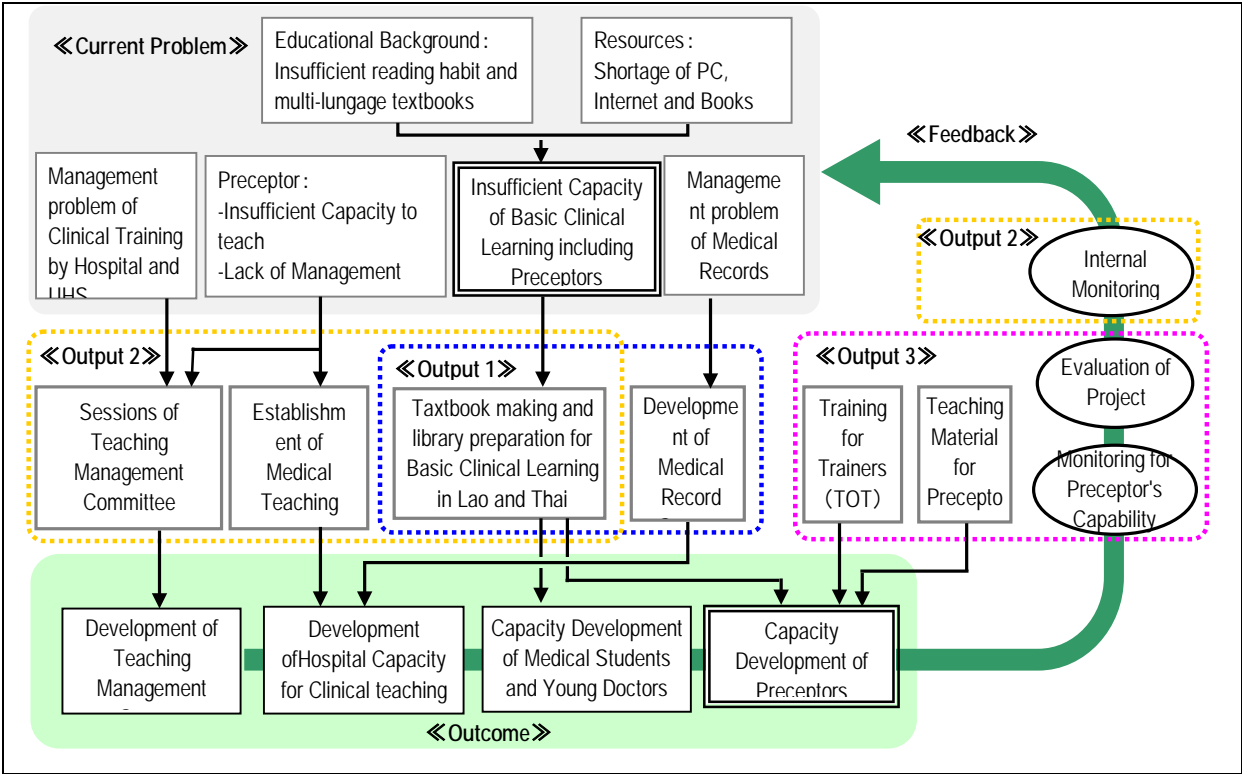 ≪Current Problem≫
Educational Background：
Insufficient reading habit and
multi-lungage textbooks
Resources：
Shortage of PC,
Internet and Books
≪Feedback≫
Management
problem of
Clinical Training
by Hospital and
UHS
Preceptor：
-Insufficient Capacity to
teach
-Lack of Management
Insufficient Capacity
of Basic Clinical
Learning including
Preceptors
Manageme
nt problem
of Medical
Records
≪Output 2≫
Internal
Monitoring
≪Output 2≫
Sessions of
Teaching
Management
Committee
Establishm
ent of
Medical
Teaching
≪Output 1≫
Taxtbook making and
library preparation for
Basic Clinical Learning
in Lao and Thai
Developme
nt of
Medical
Record
≪Output 3≫
Training
for
Trainers
（TOT）
Teaching
Material
for
Precepto
Evaluation of
Project
Monitoring for
Preceptor's
Capability
Development of
Teaching
Management
Development
ofHospital Capacity
for Clinical teaching
Capacity Development
of Medical Students
and Young Doctors
Capacity
Development of
Preceptors
≪Outcome≫